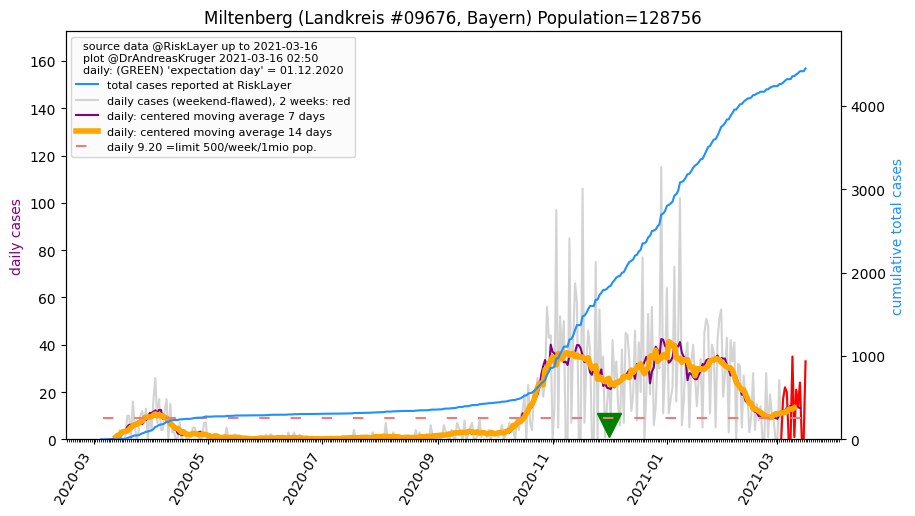 Miltenberg (Landkreis #09676, Bayern) Population=128756
source data @RiskLayer up to 2021-03-16
plot @DrAndreasKruger 2021-03-16 02:50
daily: (GREEN) 'expectation day' = 01.12.2020
total cases reported at RiskLayer
daily cases (weekend-flawed), 2 weeks: red
daily: centered moving average 7 days
daily: centered moving average 14 days
daily 9.20 =limit 500/week/1mio pop.
daily cases
160
140
120
100
80
60
40
20
0
cumulative total cases
4000
3000
2000
1000
0
2020-03
2020-05
2020-07
2020-09
2020-11
2021-01
2021-03